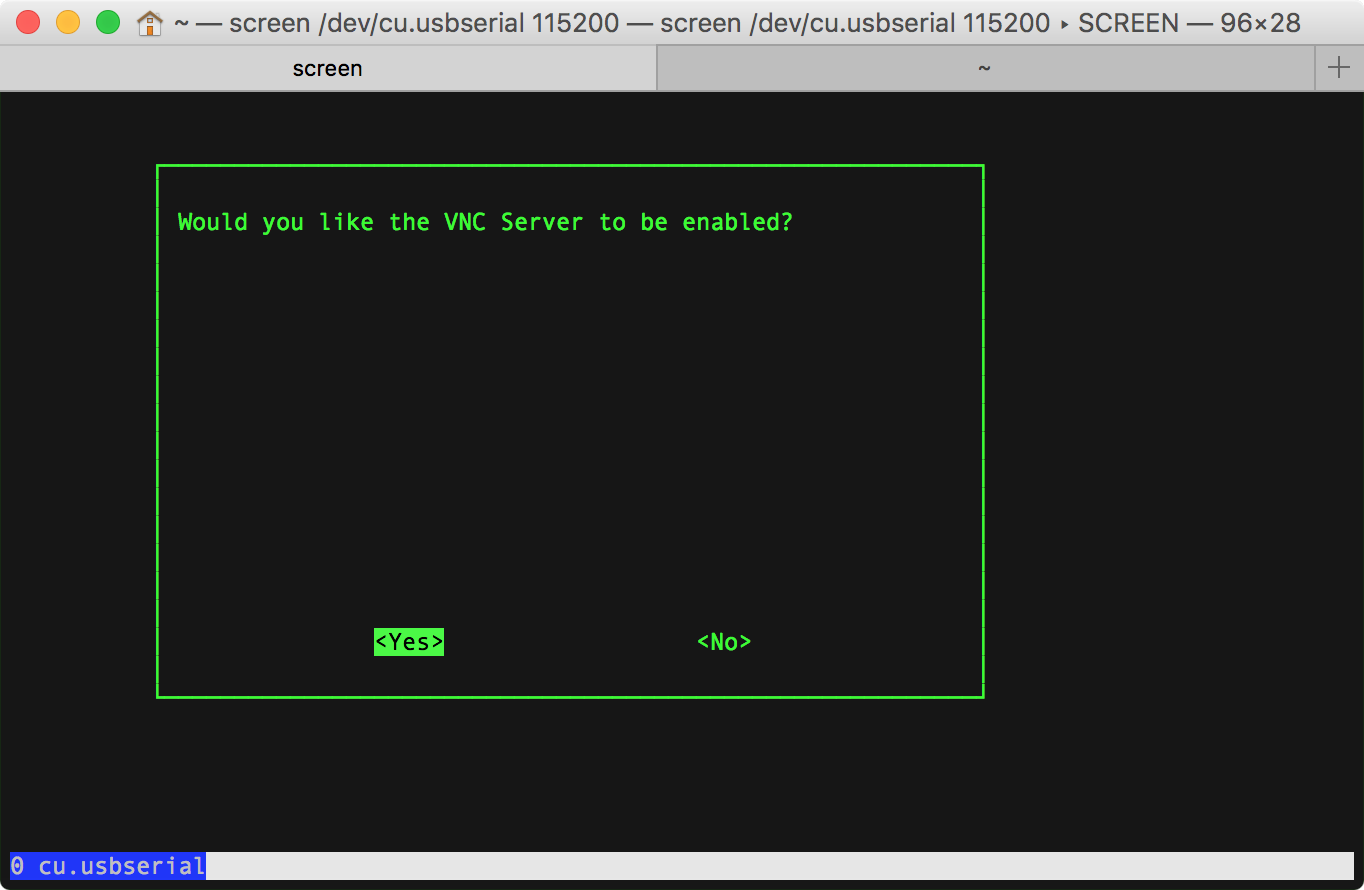 ~ — screen /dev/cu.usbserial 115200 — screen /dev/cu.usbserial 115200 ▸ SCREEN — 96×28
screen ~
Would you like the VNC Server to be enabled?
<Yes> <No>
0 cu.usbserial